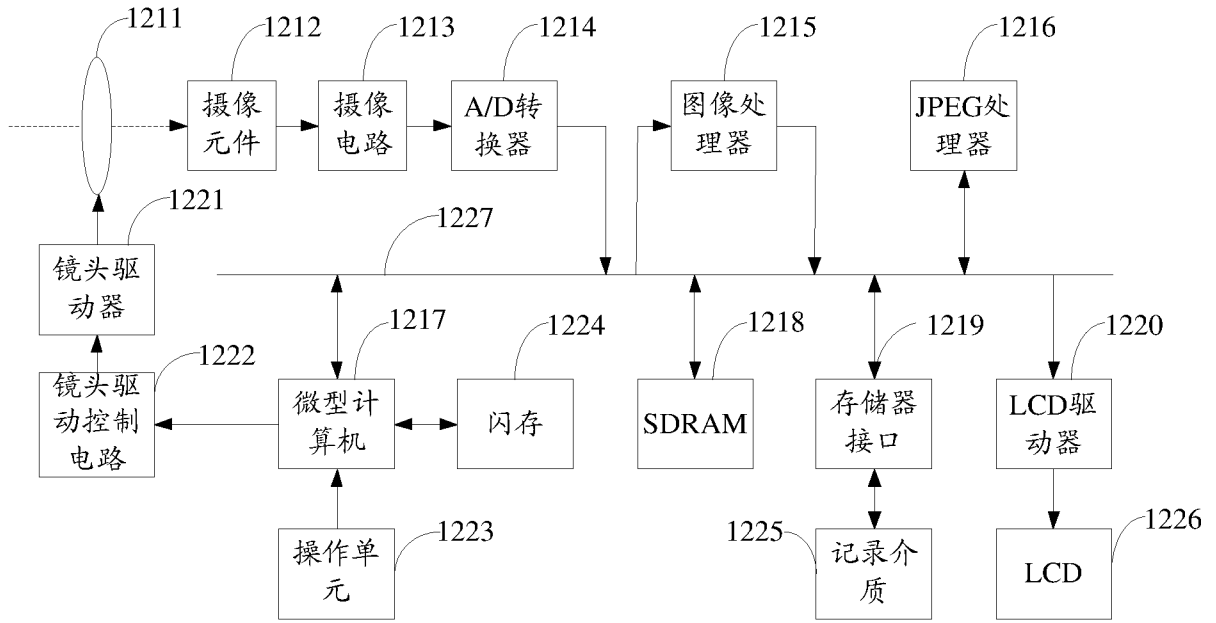 1211
1212
1213
1214
1215
1216
摄像
元件
摄像
电路
A/D转
换器
图像处
理器
JPEG处
理器
1221
1227
镜头驱
动器
1222
1217
1224
1218
1219
1220
镜头驱
动控制
电路
微型计
算机
闪存
SDRAM
存储器
接口
LCD驱
动器
1223
1225
1226
操作单
元
记录介
质
LCD